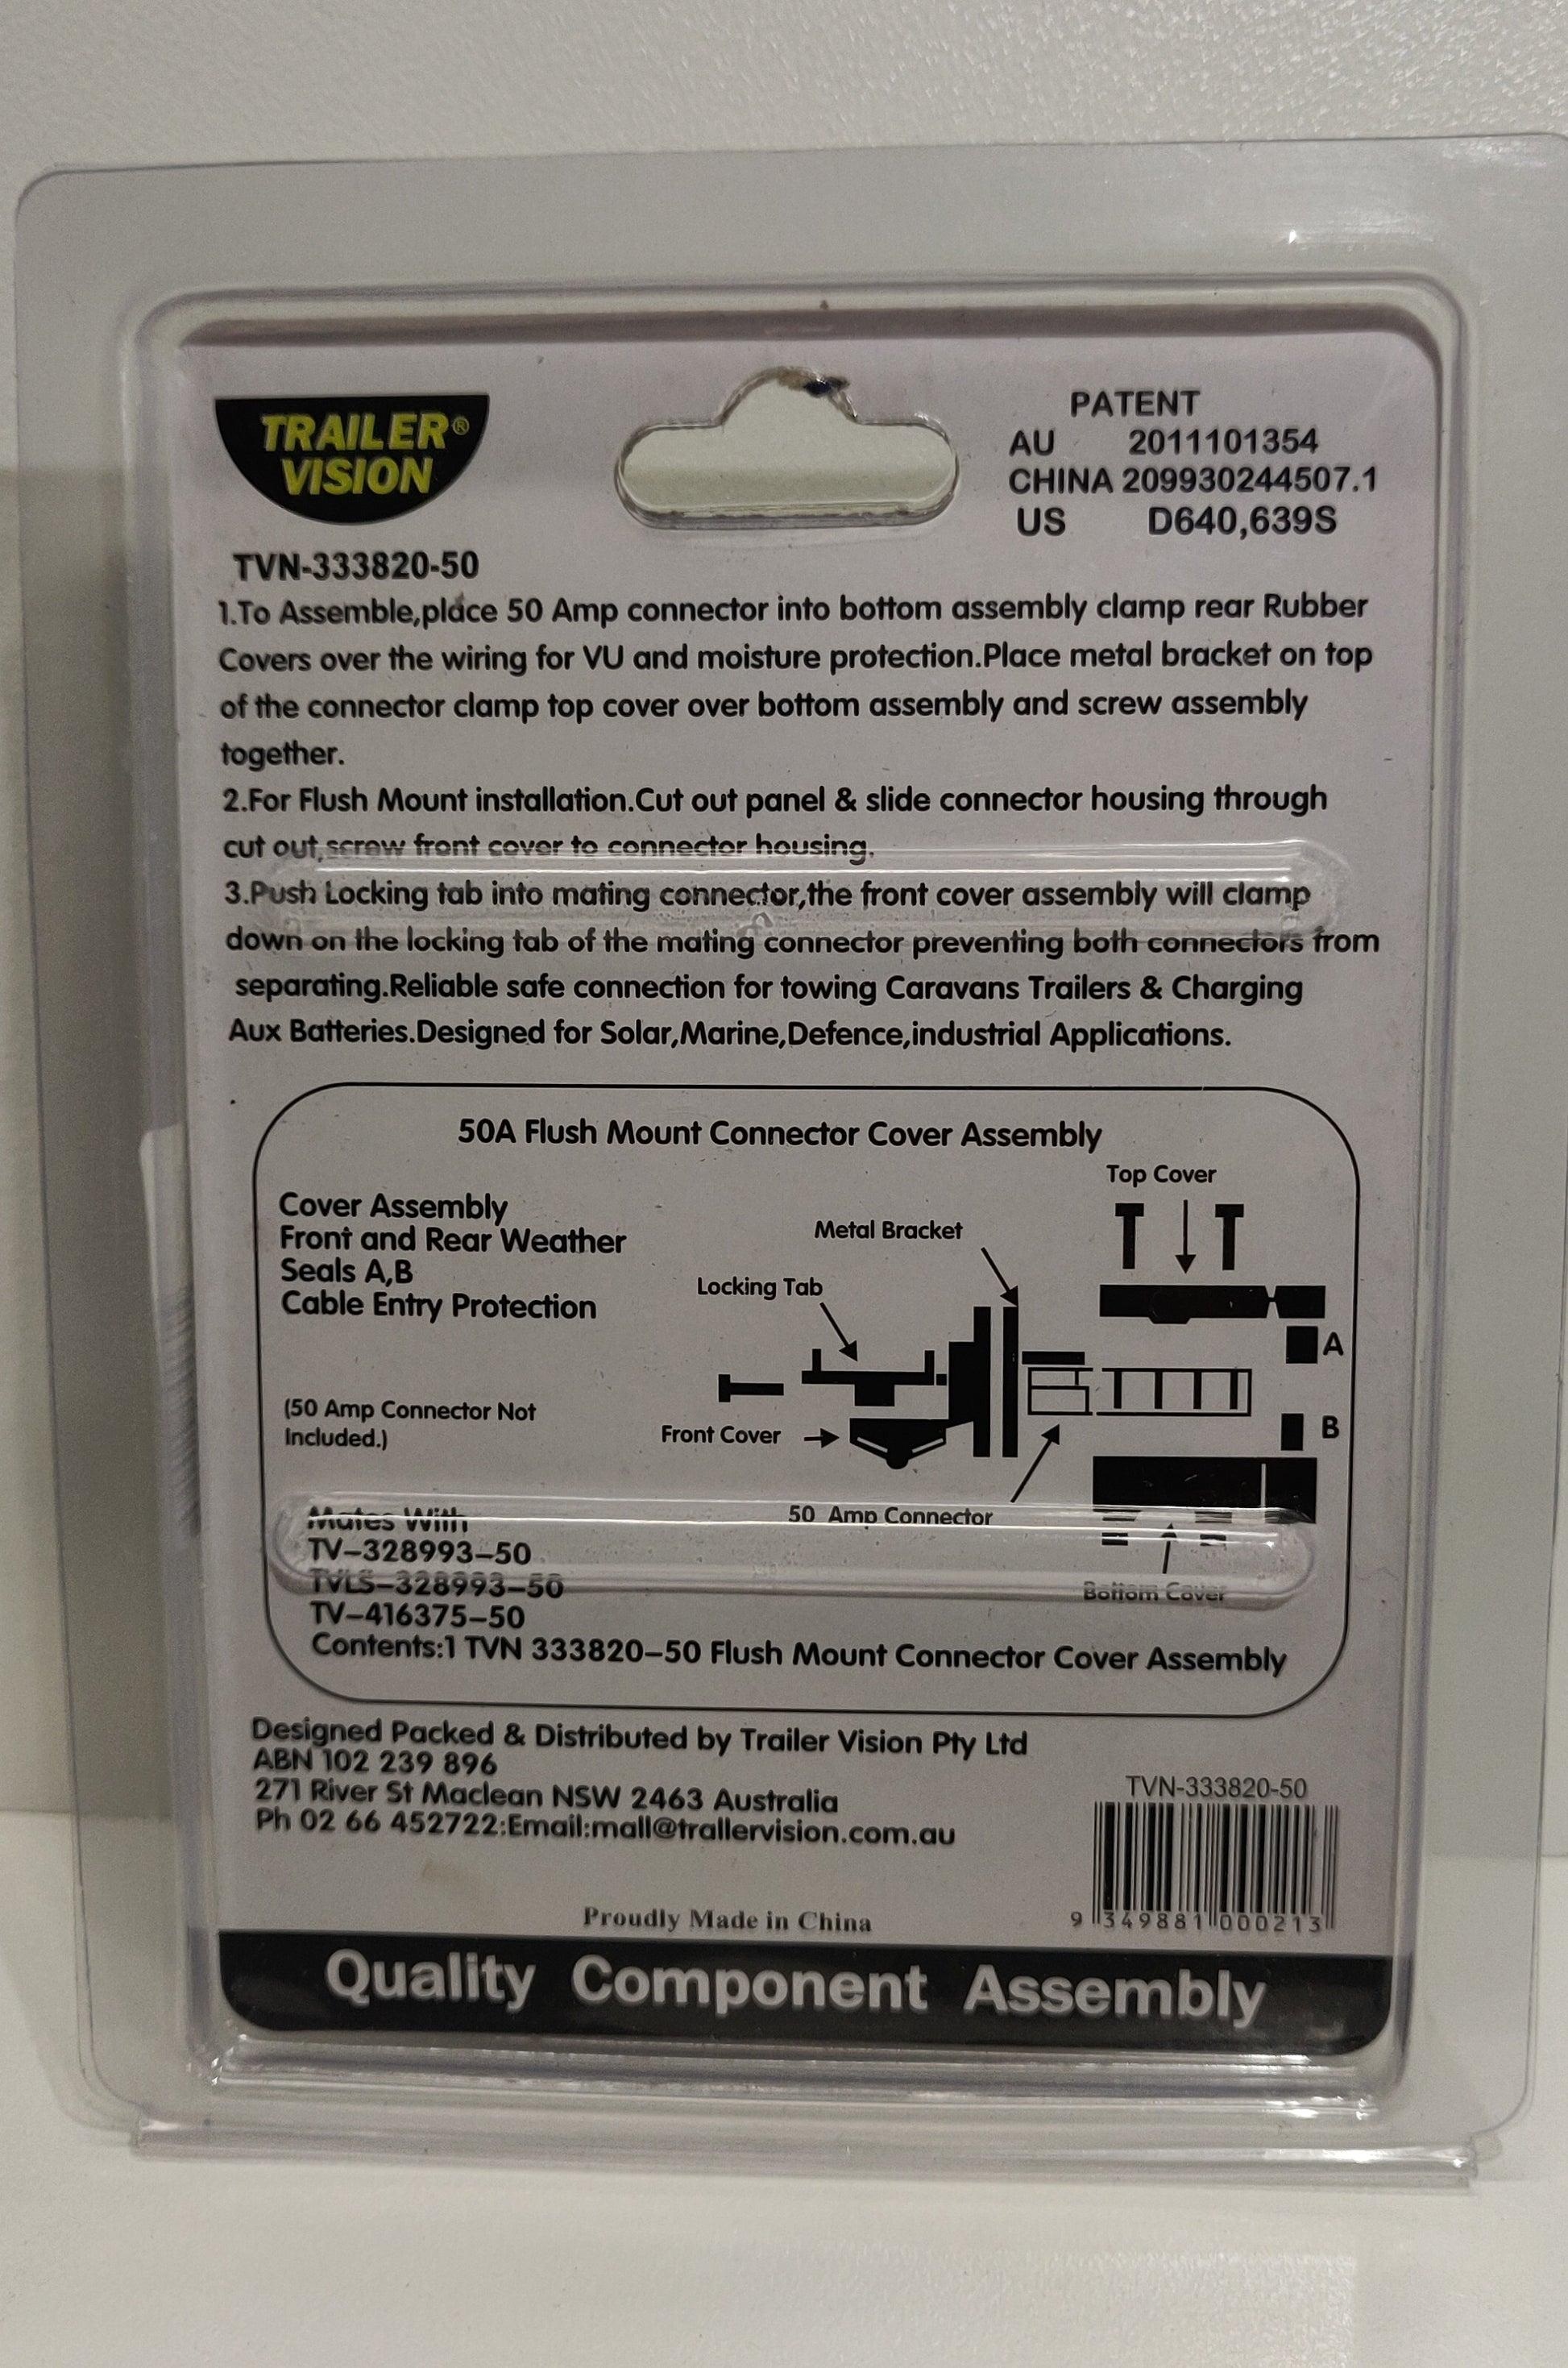 TRAILER®
VISION
PATENT
AU 2011101354
CHINA 209930244507.1
US D640,639S
TVN-333820-50
1.To Assemble,place 50 Amp connector into bottom assembly clamp rear Rubber
Covers over the wiring for VU and moisture protection.Place metal bracket on top
of the connector clamp top cover over bottom assembly and screw assembly
together.
2.For Flush Mount installation.Cut out panel & slide connector housing through
cut out,screw front cover to connector housing.
3.Push Locking tab into mating connector,the front cover assembly will clamp
down on the locking tab of the mating connector preventing both connectors from
separating.Reliable safe connection for towing Caravans Trailers & Charging
Aux Batteries.Designed for Solar,Marine,Defence,industrial Applications.
50A Flush Mount Connector Cover Assembly
Top Cover
Cover Assembly
Front and Rear Weather
Seals A,B
Cable Entry Protection
Metal Bracket
Locking Tab
A
(50 Amp Connector Not
Included.)
Front Cover
B
50 Amp Connector
Bottom Cover
Mates With
TV-328993-50
TVLS-328993-50
TV-416375-50
Contents:1 TVN 333820-50 Flush Mount Connector Cover Assembly
Designed Packed & Distributed by Trailer Vision Pty Ltd
ABN 102 239 896
271 River St Maclean NSW 2463 Australia
Ph 02 66 452722:Email:mall@trallervision.com.au
TVN-333820-50
9 349881 000213
Proudly Made in China
Quality Component Assembly